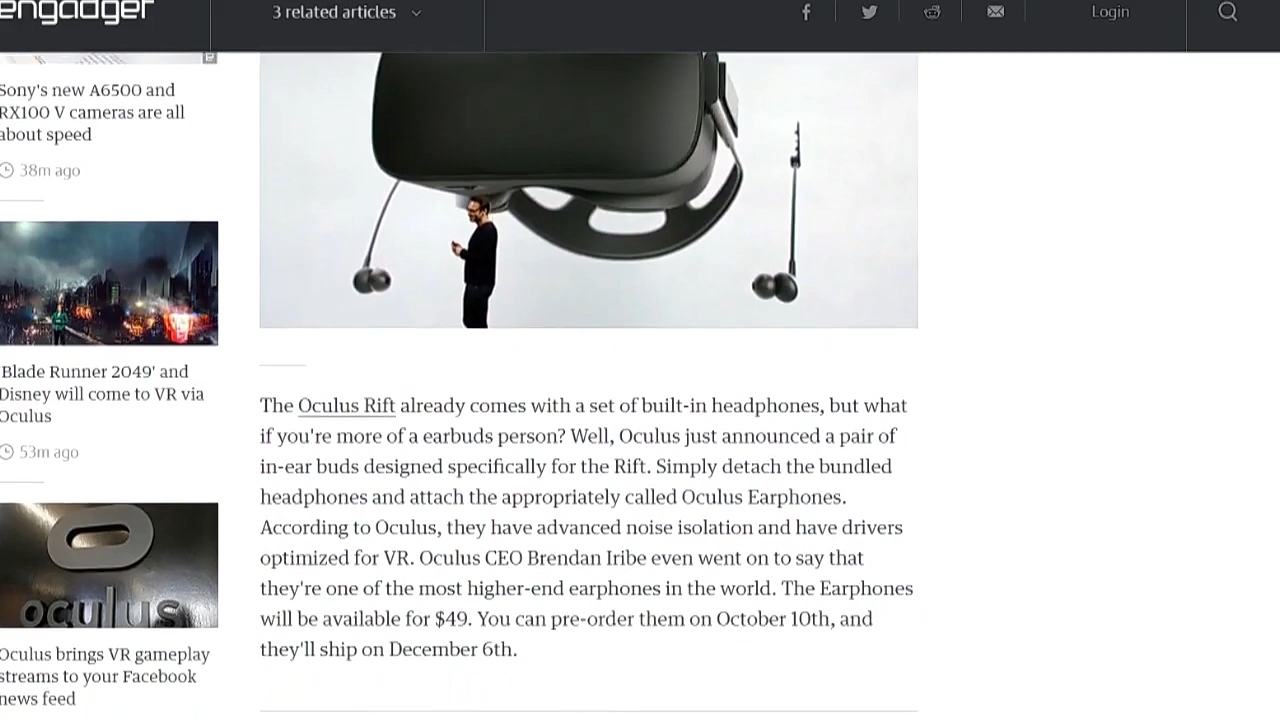 engadget
3 related articles
Login
Sony's new A6500 and
RX100 V cameras are all
about speed
38m ago
'Blade Runner 2049' and
Disney will come to VR via
Oculus
53m ago
oculus
Oculus brings VR gameplay
streams to your Facebook
news feed
The Oculus Rift already comes with a set of built-in headphones, but what
if you're more of a earbuds person? Well, Oculus just announced a pair of
in-ear buds designed specifically for the Rift. Simply detach the bundled
headphones and attach the appropriately called Oculus Earphones.
According to Oculus, they have advanced noise isolation and have drivers
optimized for VR. Oculus CEO Brendan Iribe even went on to say that
they're one of the most higher-end earphones in the world. The Earphones
will be available for $49. You can pre-order them on October 10th, and
they'll ship on December 6th.